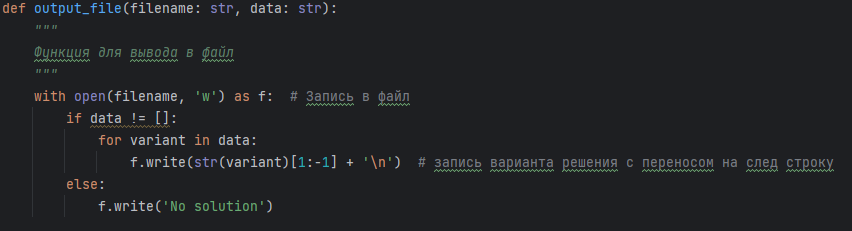 def output_file(filename: str, data: str):
    """
    Функция для вывода в файл
    """
    with open(filename, 'w') as f:  # Запись в файл
        if data != []:
            for variant in data:
                f.write(str(variant)[1:-1] + '\n')  # запись варианта решения с переносом на след строку
        else:
            f.write('No solution')